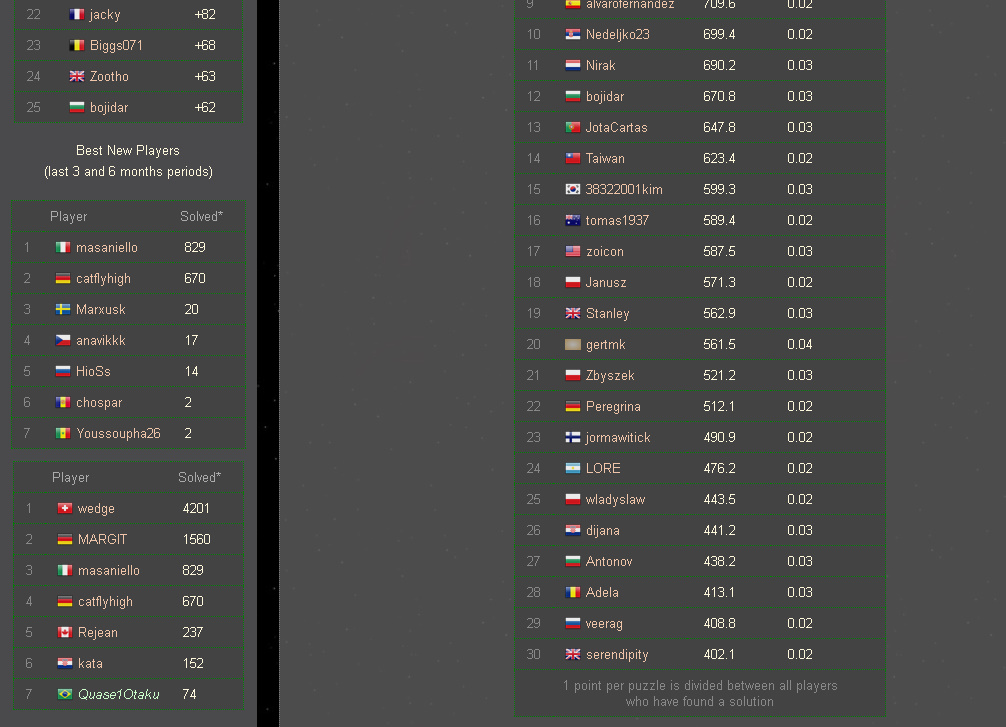 22 jacky +82
23 Biggs071 +68
24 Zootho +63
25 bojidar +62
Best New Players
(last 3 and 6 months periods)
Player Solved*
1 masaniello 829
2 catflyhigh 670
3 Marxusk 20
4 anavikkk 17
5 HioSs 14
6 chospar 2
7 Youssoupha26 2
Player Solved*
1 wedge 4201
2 MARGIT 1560
3 masaniello 829
4 catflyhigh 670
5 Rejean 237
6 kata 152
7 Quase1Otaku 74
9 alvarofernandez 709.6 0.02
10 Nedeljko23 699.4 0.02
11 Nirak 690.2 0.03
12 bojidar 670.8 0.03
13 JotaCartas 647.8 0.03
14 Taiwan 623.4 0.02
15 38322001kim 599.3 0.03
16 tomas1937 589.4 0.02
17 zoicon 587.5 0.03
18 Janusz 571.3 0.02
19 Stanley 562.9 0.03
20 gertmk 561.5 0.04
21 Zbyszek 521.2 0.03
22 Peregrina 512.1 0.02
23 jormawitick 490.9 0.02
24 LORE 476.2 0.02
25 wladyslaw 443.5 0.02
26 dijana 441.2 0.03
27 Antonov 438.2 0.03
28 Adela 413.1 0.03
29 veerag 408.8 0.02
30 serendipity 402.1 0.02
1 point per puzzle is divided between all players
who have found a solution